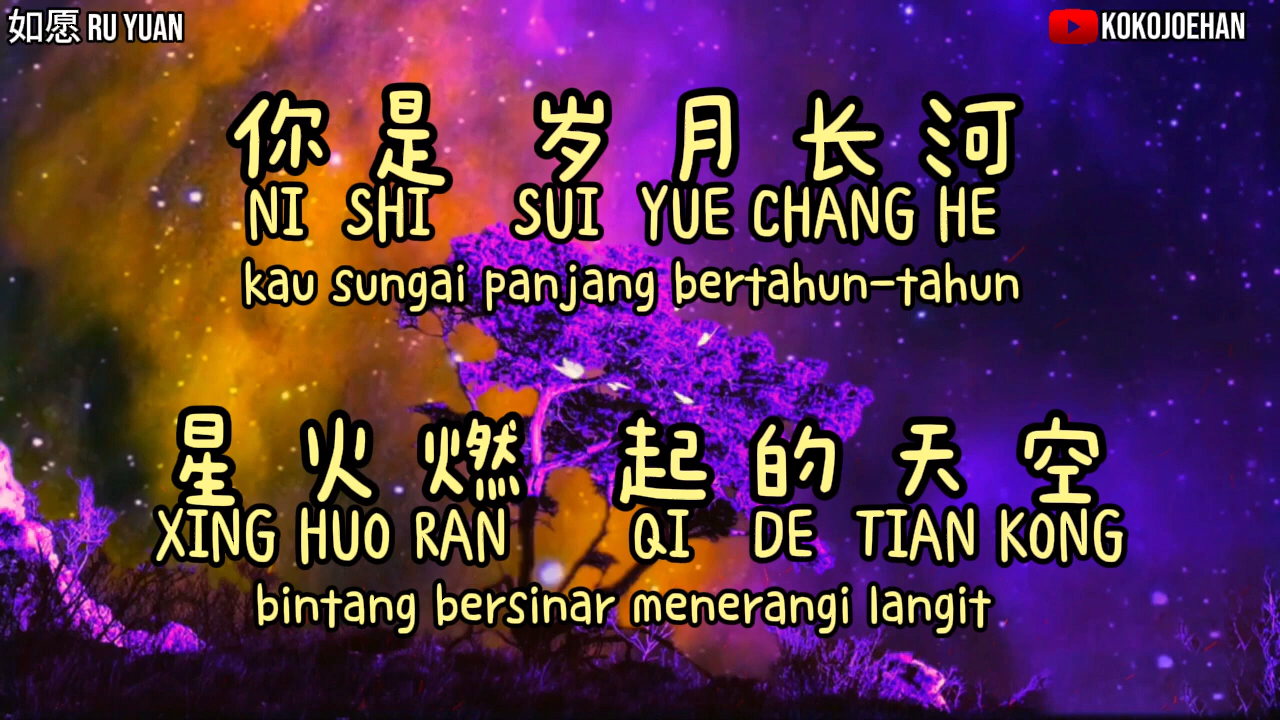 如愿 RU YUAN
KOKOJOEHAN
你是 岁月长河
NI SHI SUI YUE CHANG HE
kau sungai panjang bertahun-tahun
星火燃 起的天空
XING HUO RAN QI DE TIAN KONG
bintang bersinar menerangi langit